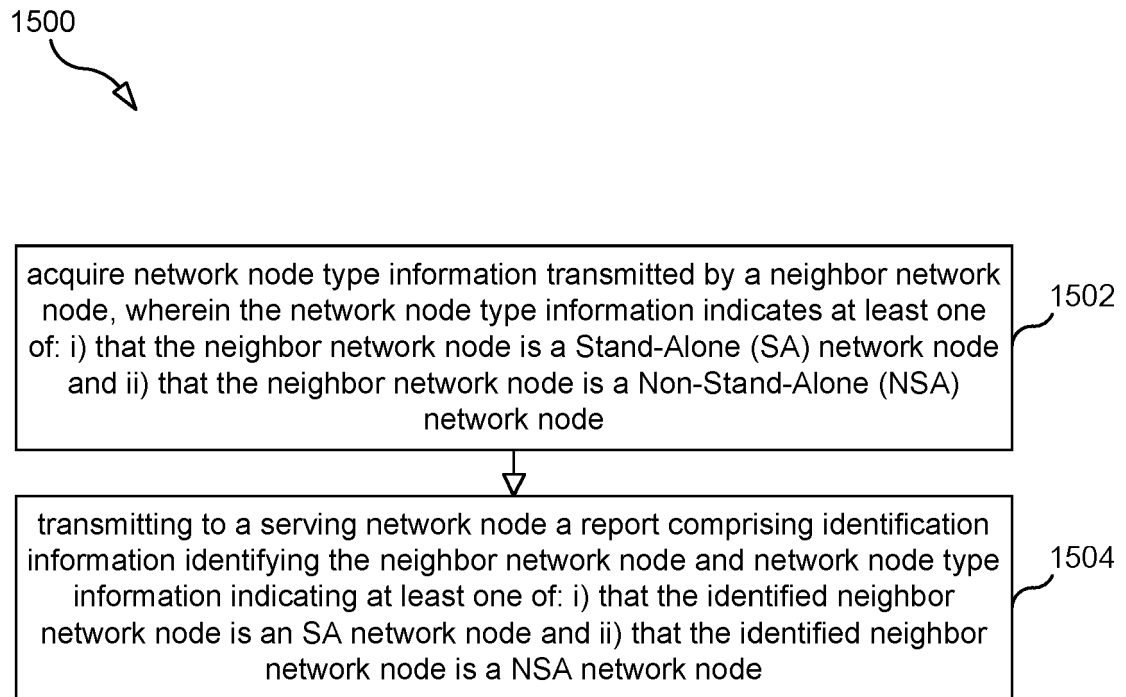 1500
acquire network node type information transmitted by a neighbor network
node, wherein the network node type information indicates at least one
of: i) that the neighbor network node is a Stand-Alone (SA) network node
and ii) that the neighbor network node is a Non-Stand-Alone (NSA)
network node
1502
transmitting to a serving network node a report comprising identification
information identifying the neighbor network node and network node type
information indicating at least one of: i) that the identified neighbor
network node is an SA network node and ii) that the identified neighbor
network node is a NSA network node
1504